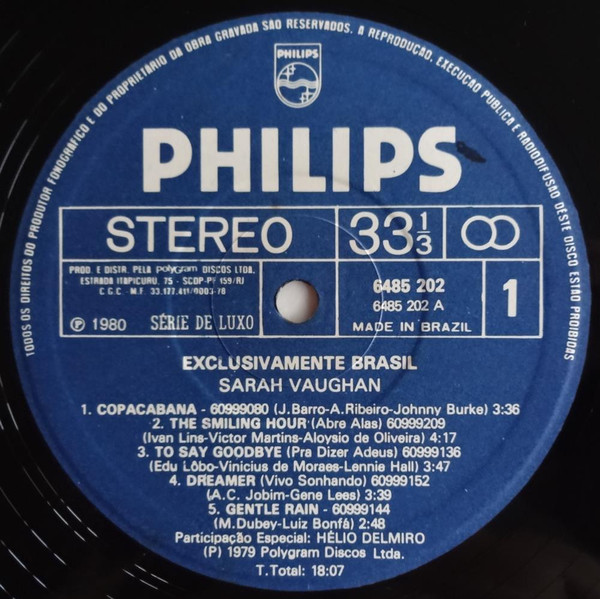 TODOS OS DIREITOS DO PRODUTOR FONOGRÁFICO E DO PROPRIETÁRIO DA OBRA GRAVADA SÃO RESERVADOS. A REPRODUÇÃO, EXECUÇÃO PÚBLICA E RADIODIFUSÃO DESTE DISCO ESTÃO PROIBIDAS
PHILIPS
PHILIPS
STEREO 33 1/3
PROD. E DISTR. PELA polyGram DISCOS LTDA.
ESTRADA ITAPICURU, 75 - SCDP-PF 159/RJ
C.G.C. M.F. 33.177.411/0003-78
Ⓟ 1980 SÉRIE DE LUXO
6485 202
6485 202 A
MADE IN BRAZIL
1
EXCLUSIVAMENTE BRASIL
SARAH VAUGHAN
1. COPACABANA - 60999080 (J.Barro-A.Ribeiro-Johnny Burke) 3:36
2. THE SMILING HOUR (Abre Alas) 60999209
(Ivan Lins-Victor Martins-Aloysio de Oliveira) 4:17
3. TO SAY GOODBYE (Pra Dizer Adeus) 60999136
(Edu Lôbo-Vinicius de Moraes-Lennie Hall) 3:47
4. DREAMER (Vivo Sonhando) 60999152
(A.C. Jobim-Gene Lees) 3:39
5. GENTLE RAIN - 60999144
(M.Dubey-Luiz Bonfá) 2:48
Participação Especial: HÉLIO DELMIRO
(P) 1979 Polygram Discos Ltda.
T.Total: 18:07